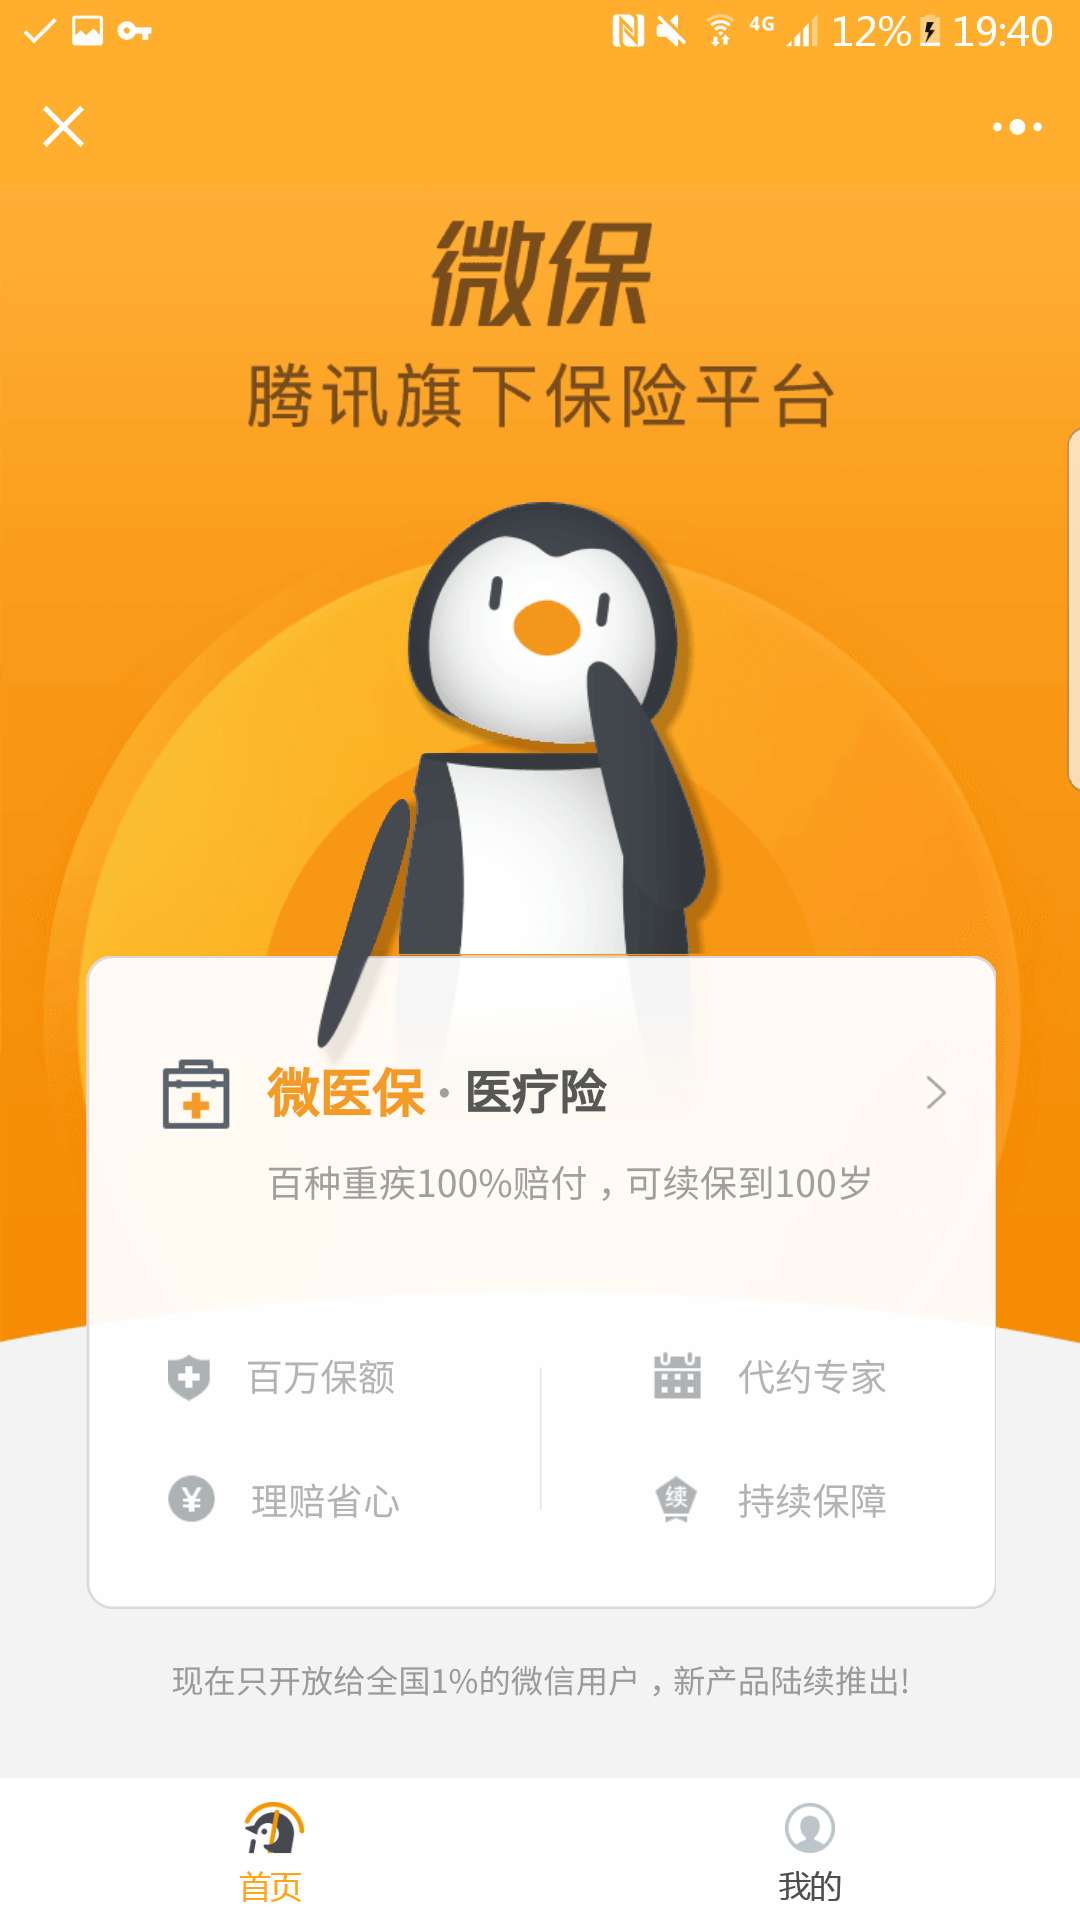 4G 12% 19:40
微保
腾讯旗下保险平台
微医保·医疗险
百种重疾100%赔付，可续保到100岁
百万保额
代约专家
¥ 理赔省心
续 持续保障
现在只开放给全国1%的微信用户，新产品陆续推出!
首页
我的